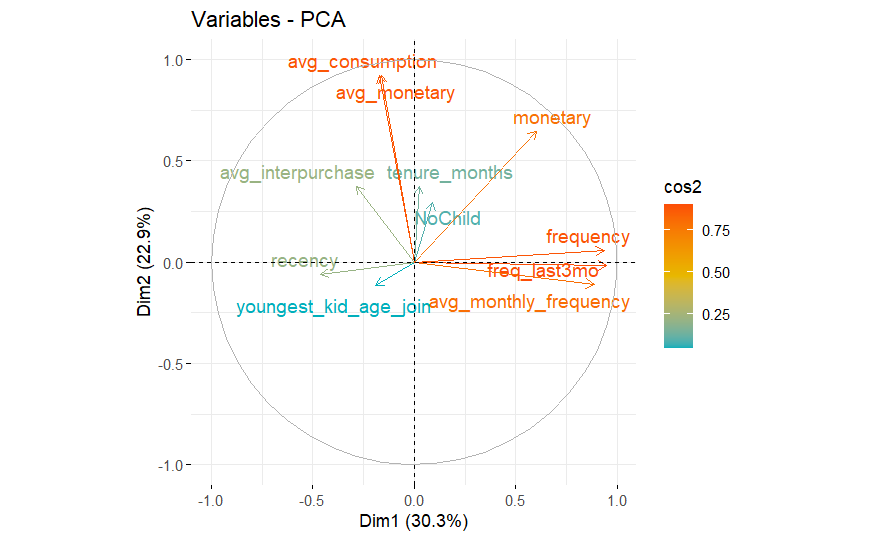 Variables - PCA
avg_consumption
avg_monetary
monetary
avg_interpurchase
tenure_months
NoChild
frequency
recency
freq_last3mo
youngest_kid_age_join
avg_monthly_frequency
1.0
0.5
0.0
-0.5
-1.0
Dim2 (22.9%)
-1.0
-0.5
0.0
0.5
1.0
Dim1 (30.3%)
cos2
0.75
0.50
0.25